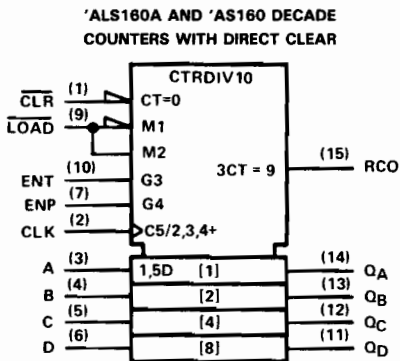 'ALS160A AND 'AS160 DECADE
COUNTERS WITH DIRECT CLEAR
CTRDIV10
CLR (1) CT=0
LOAD (9) M1
M2
3CT = 9 (15) RCO
ENT (10) G3
ENP (7) G4
CLK (2) C5/2,3,4+
A (3) 1,5D [1] (14) QA
B (4) [2] (13) QB
C (5) [4] (12) QC
D (6) [8] (11) QD